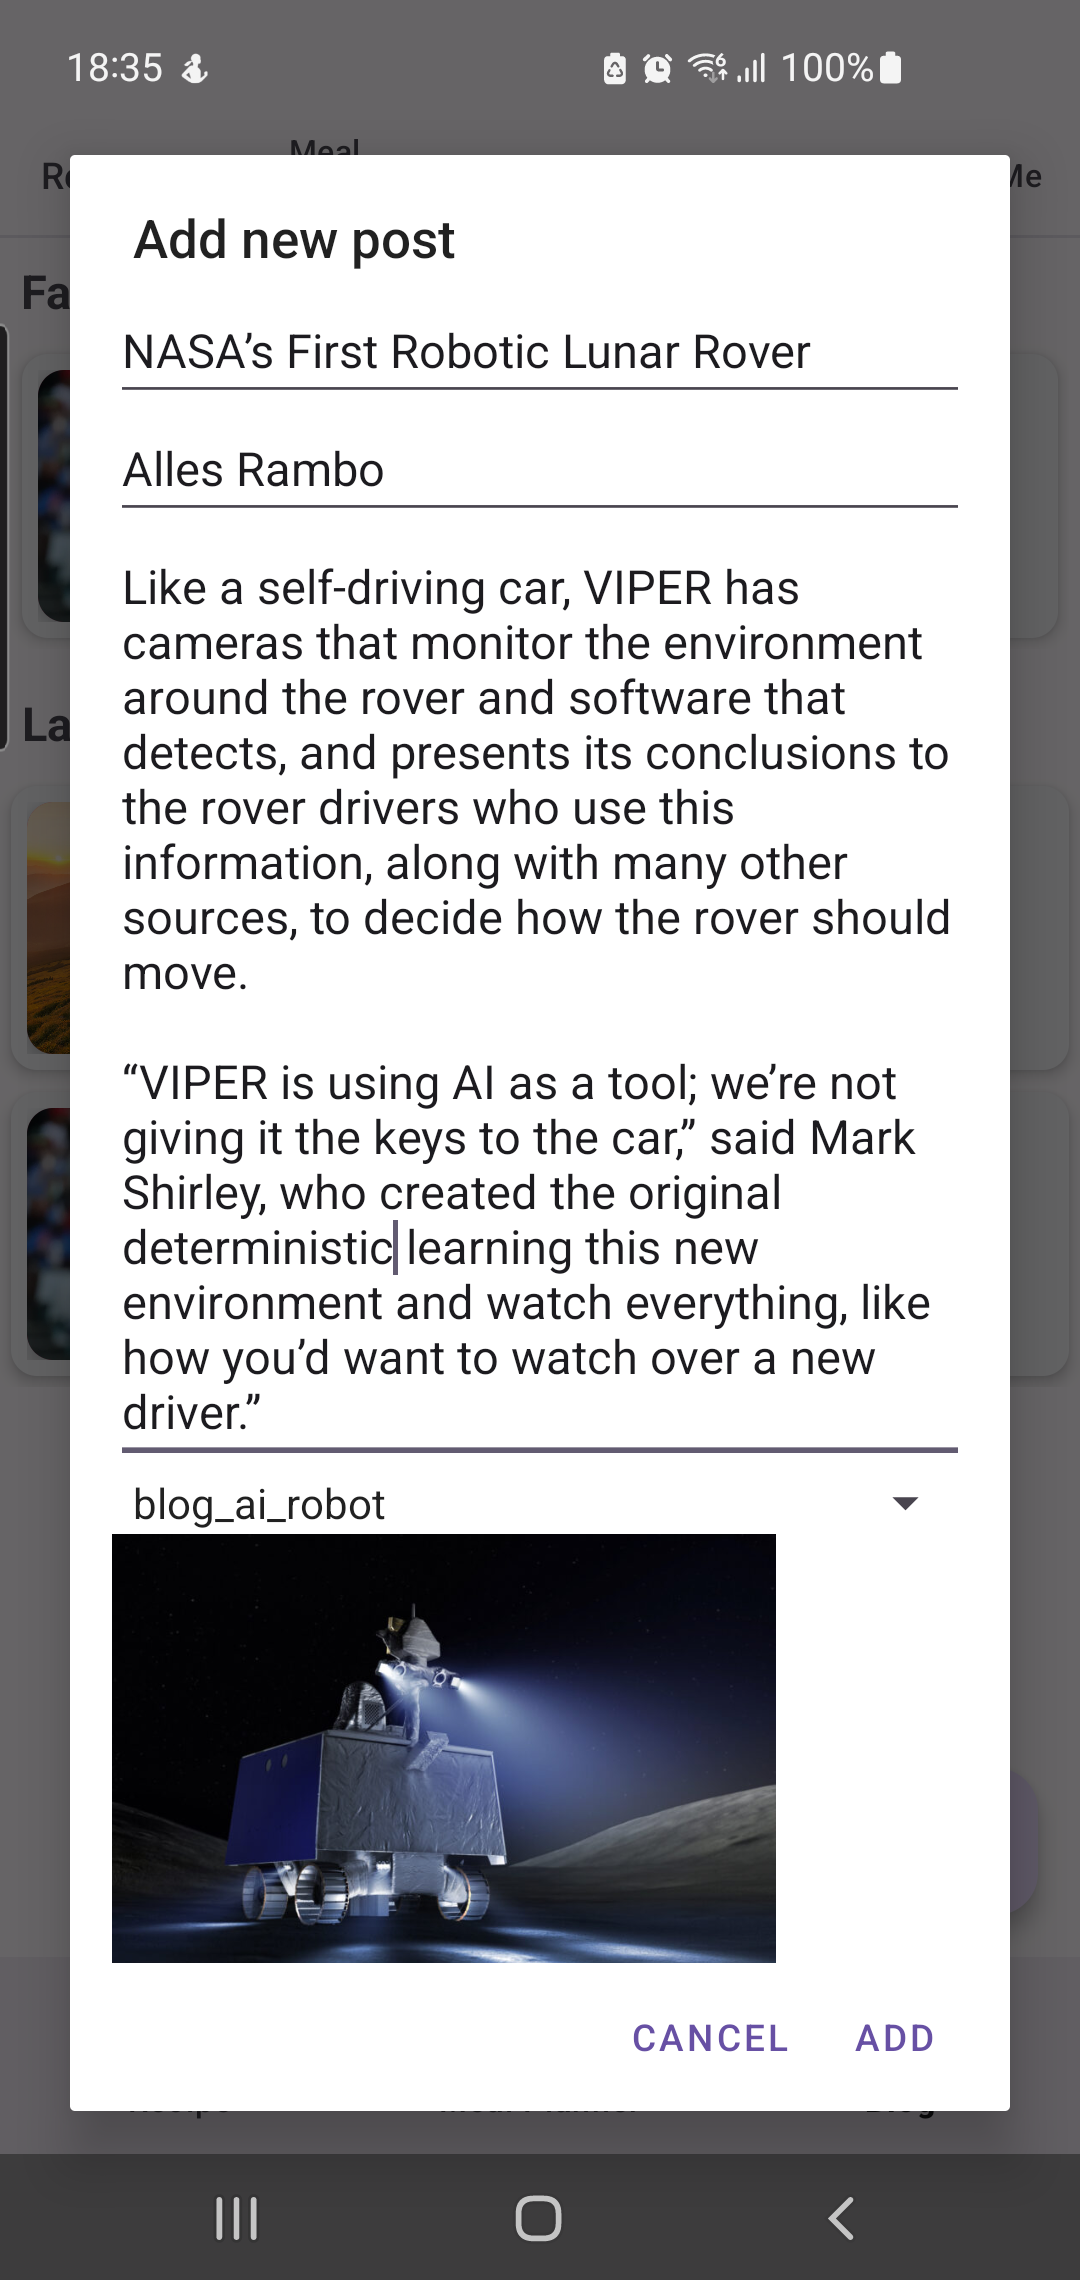 18:35 100%
Meal
Add new post
NASA’s First Robotic Lunar Rover
Alles Rambo
Like a self-driving car, VIPER has
cameras that monitor the environment
around the rover and software that
detects, and presents its conclusions to
the rover drivers who use this
information, along with many other
sources, to decide how the rover should
move.
“VIPER is using AI as a tool; we’re not
giving it the keys to the car,” said Mark
Shirley, who created the original
deterministic learning this new
environment and watch everything, like
how you’d want to watch over a new
driver.”
blog_ai_robot
CANCEL ADD